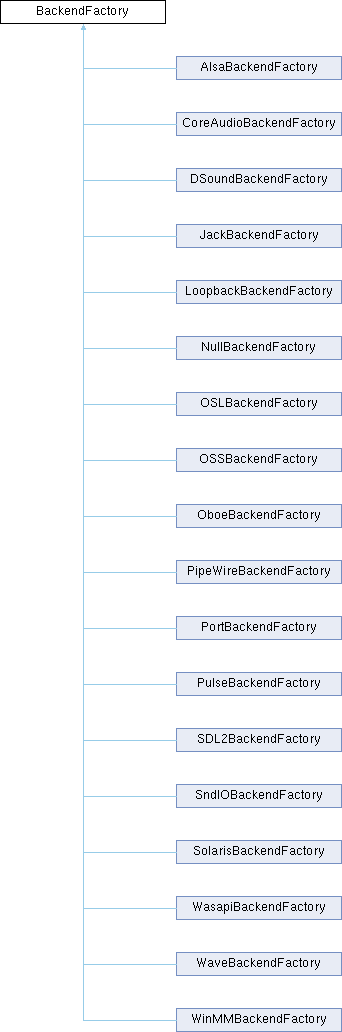 BackendFactory
AlsaBackendFactory
CoreAudioBackendFactory
DSoundBackendFactory
JackBackendFactory
LoopbackBackendFactory
NullBackendFactory
OSLBackendFactory
OSSBackendFactory
OboeBackendFactory
PipeWireBackendFactory
PortBackendFactory
PulseBackendFactory
SDL2BackendFactory
SndIOBackendFactory
SolarisBackendFactory
WasapiBackendFactory
WaveBackendFactory
WinMMBackendFactory